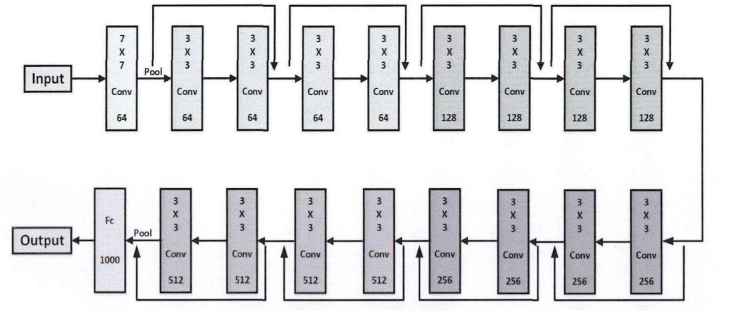 Input
7 X 7 Conv 64
Pool
3 X 3 Conv 64
3 X 3 Conv 64
3 X 3 Conv 64
3 X 3 Conv 64
3 X 3 Conv 128
3 X 3 Conv 128
3 X 3 Conv 128
3 X 3 Conv 128
3 X 3 Conv 256
3 X 3 Conv 256
3 X 3 Conv 256
3 X 3 Conv 256
3 X 3 Conv 512
3 X 3 Conv 512
3 X 3 Conv 512
3 X 3 Conv 512
Pool
Fc 1000
Output